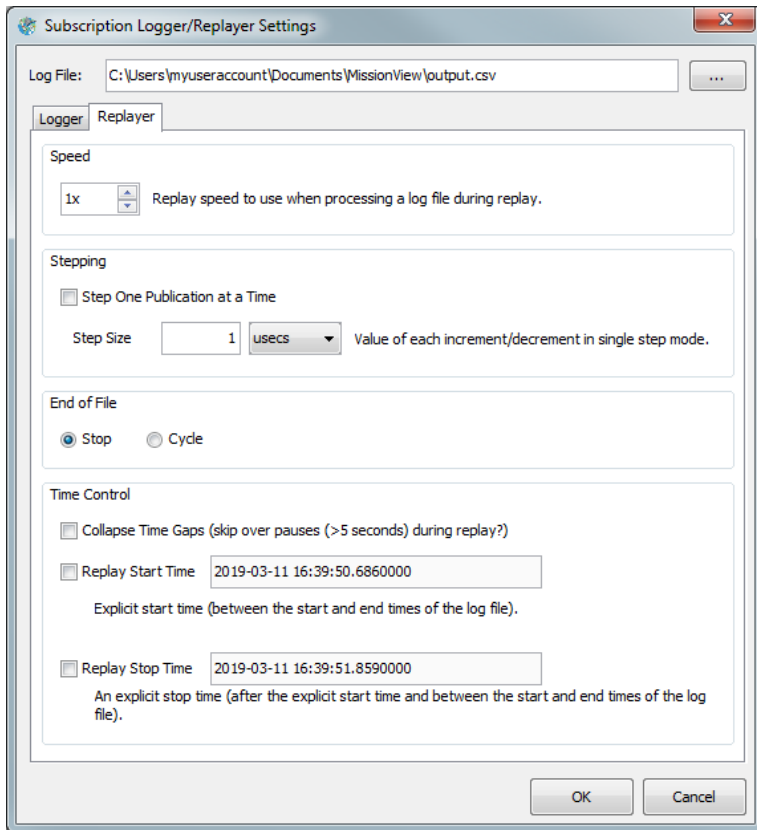 Subscription Logger/Replayer Settings
Log File: C:\Users\myuseraccount\Documents\MissionView\output.csv ...
Logger Replayer
Speed
1x Replay speed to use when processing a log file during replay.
Stepping
Step One Publication at a Time
Step Size 1 usecs Value of each increment/decrement in single step mode.
End of File
Stop Cycle
Time Control
Collapse Time Gaps (skip over pauses (>5 seconds) during replay?)
Replay Start Time 2019-03-11 16:39:50.6860000
Explicit start time (between the start and end times of the log file).
Replay Stop Time 2019-03-11 16:39:51.8590000
An explicit stop time (after the explicit start time and between the start and end times of the log
file).
OK Cancel